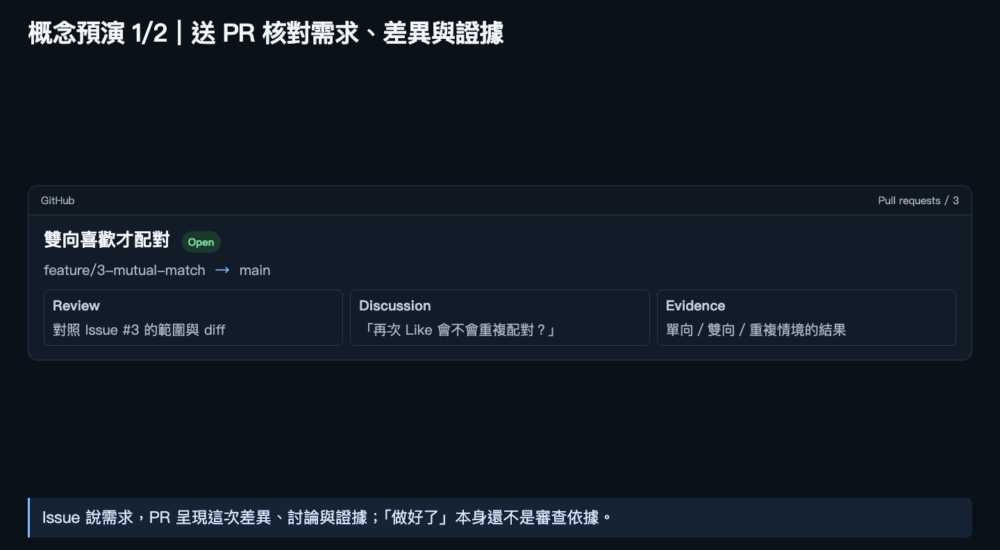 概念預演 1/2｜送 PR 核對需求、差異與證據
GitHub
Pull requests / 3
雙向喜歡才配對
Open
feature/3-mutual-match → main
Review
對照 Issue #3 的範圍與 diff
Discussion
「再次 Like 會不會重複配對？」
Evidence
單向 / 雙向 / 重複情境的結果
Issue 說需求，PR 呈現這次差異、討論與證據；「做好了」本身還不是審查依據。